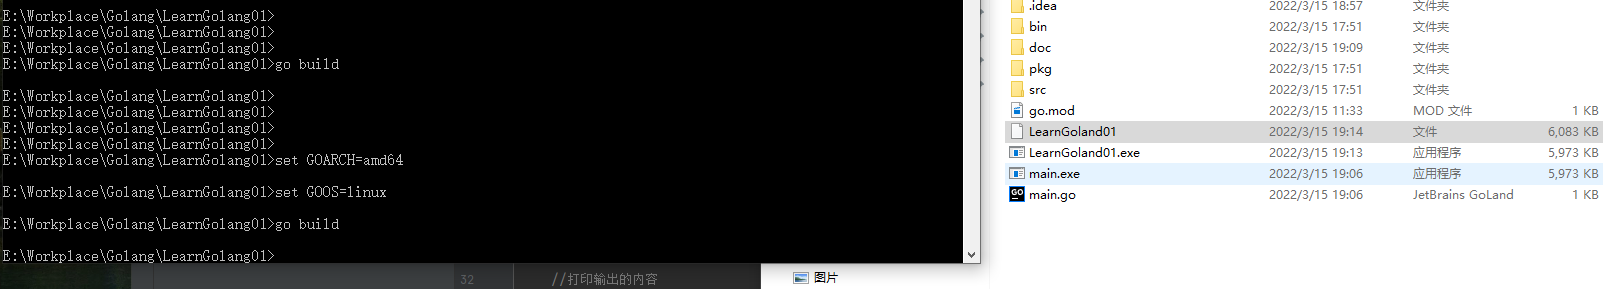 E:\Workplace\Golang\LearnGolang01>
E:\Workplace\Golang\LearnGolang01>
E:\Workplace\Golang\LearnGolang01>
E:\Workplace\Golang\LearnGolang01>go build
E:\Workplace\Golang\LearnGolang01>
E:\Workplace\Golang\LearnGolang01>
E:\Workplace\Golang\LearnGolang01>
E:\Workplace\Golang\LearnGolang01>
E:\Workplace\Golang\LearnGolang01>set GOARCH=amd64
E:\Workplace\Golang\LearnGolang01>set GOOS=linux
E:\Workplace\Golang\LearnGolang01>go build
E:\Workplace\Golang\LearnGolang01>
32 //打印输出的内容
图片
.idea 2022/3/15 18:57 文件夹
bin 2022/3/15 17:51 文件夹
doc 2022/3/15 19:09 文件夹
pkg 2022/3/15 17:51 文件夹
src 2022/3/15 17:51 文件夹
go.mod 2022/3/15 11:33 MOD 文件 1 KB
LearnGoland01 2022/3/15 19:14 文件 6,083 KB
LearnGoland01.exe 2022/3/15 19:13 应用程序 5,973 KB
main.exe 2022/3/15 19:06 应用程序 5,973 KB
GO main.go 2022/3/15 19:06 JetBrains GoLand 1 KB